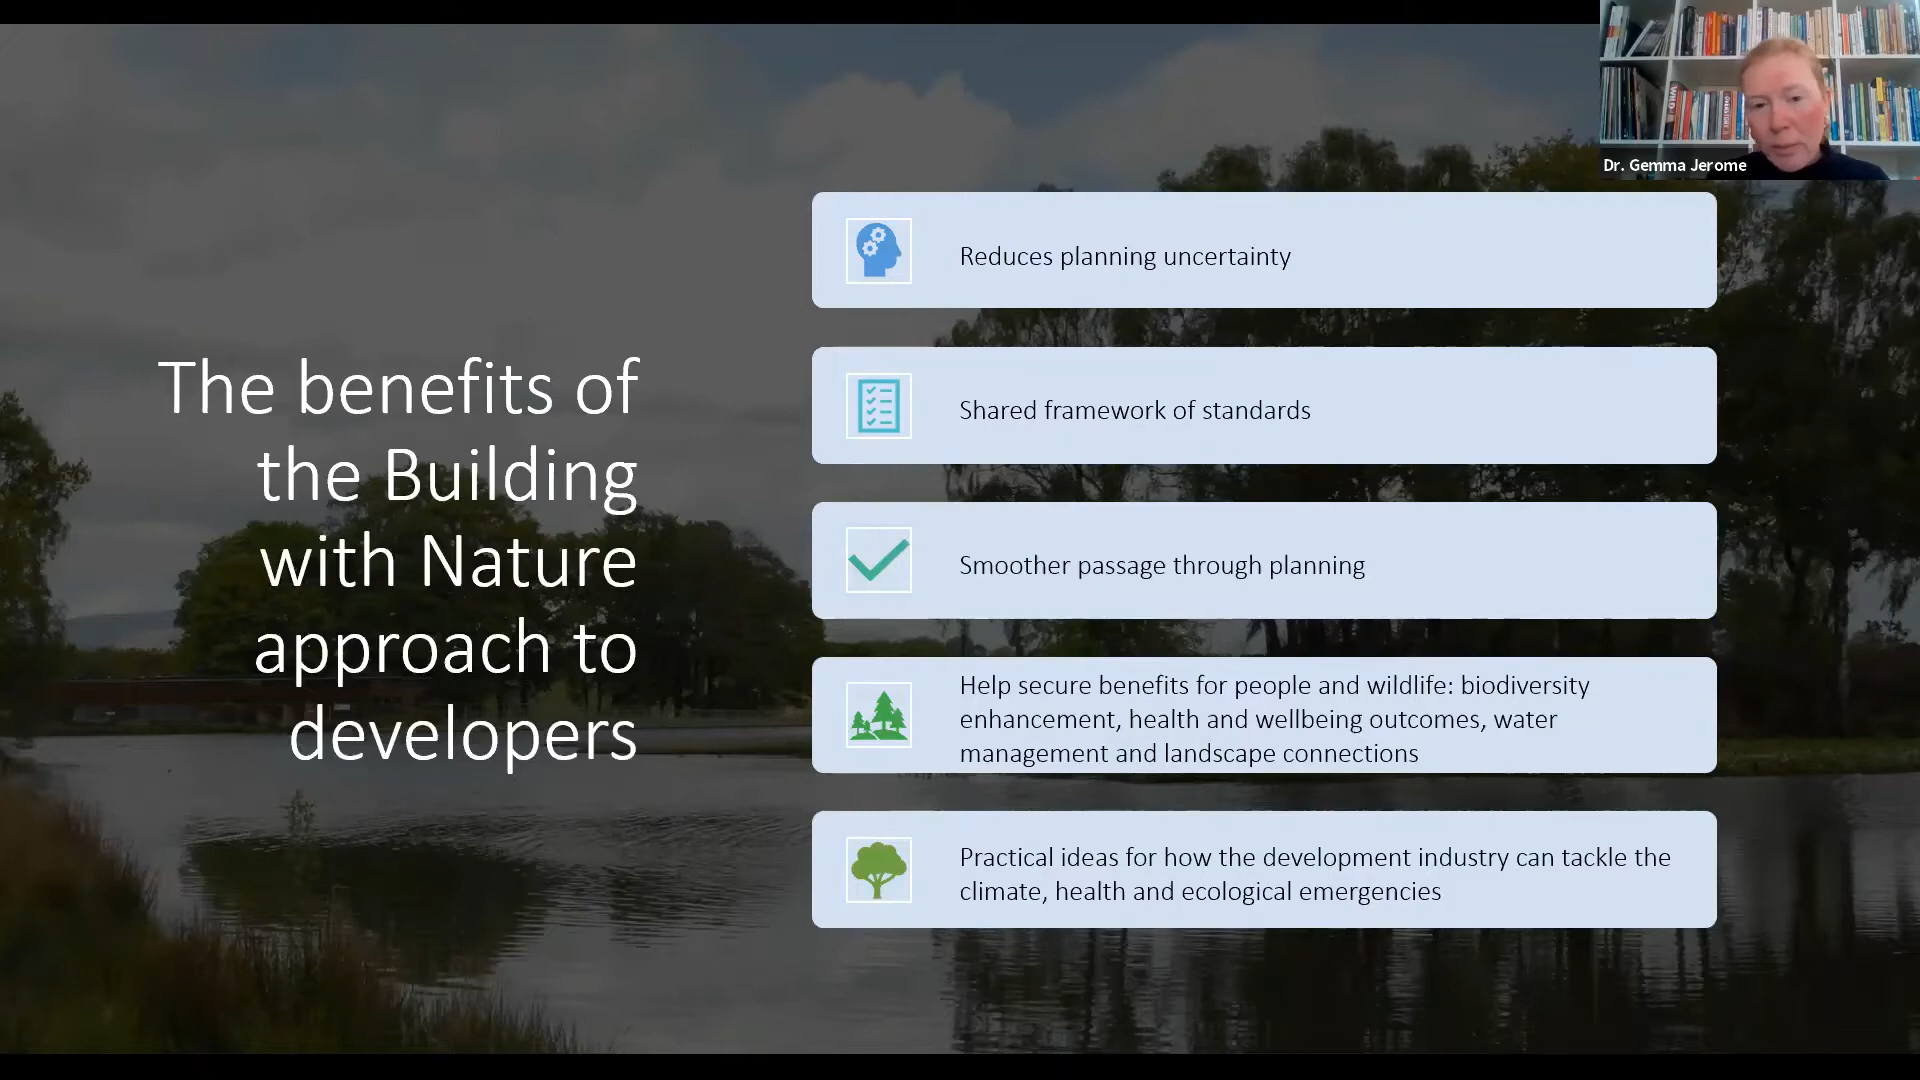 The benefits of
the Building
with Nature
approach to
developers
Reduces planning uncertainty
Shared framework of standards
Smoother passage through planning
Help secure benefits for people and wildlife: biodiversity
enhancement, health and wellbeing outcomes, water
management and landscape connections
Practical ideas for how the development industry can tackle the
climate, health and ecological emergencies
Dr. Gemma Jerome
WILD